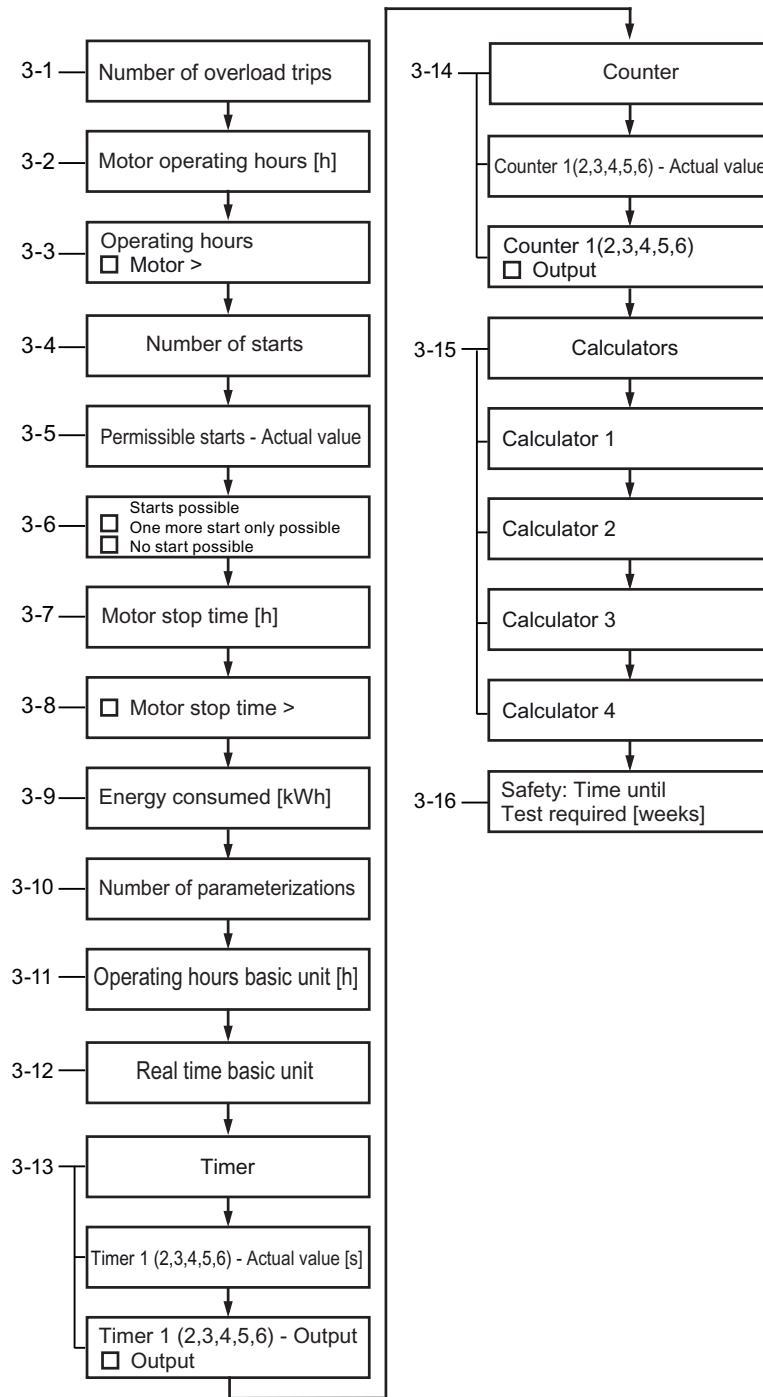 3-1
Number of overload trips
3-2
Motor operating hours [h]
3-3
Operating hours
Motor >
3-4
Number of starts
3-5
Permissible starts - Actual value
3-6
Starts possible
One more start only possible
No start possible
3-7
Motor stop time [h]
3-8
Motor stop time >
3-9
Energy consumed [kWh]
3-10
Number of parameterizations
3-11
Operating hours basic unit [h]
3-12
Real time basic unit
3-13
Timer
Timer 1 (2,3,4,5,6) - Actual value [s]
Timer 1 (2,3,4,5,6) - Output
Output
3-14
Counter
Counter 1(2,3,4,5,6) - Actual value
Counter 1(2,3,4,5,6)
Output
3-15
Calculators
Calculator 1
Calculator 2
Calculator 3
Calculator 4
3-16
Safety: Time until
Test required [weeks]